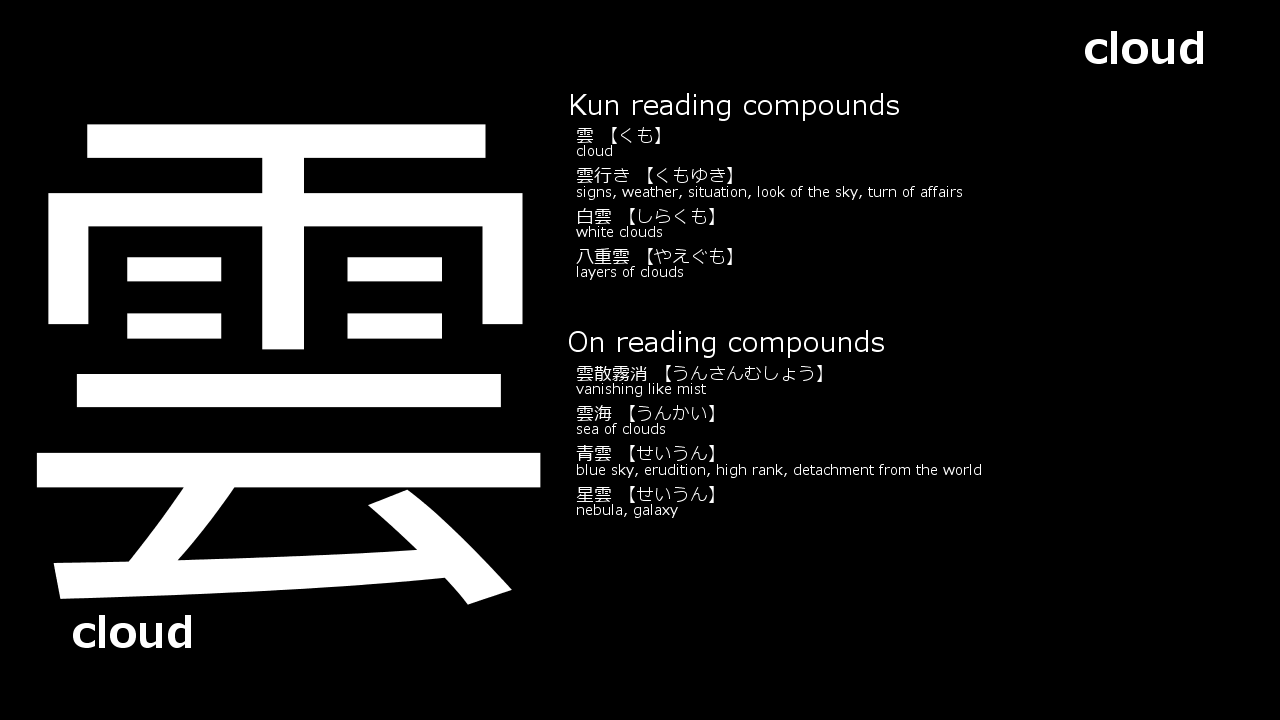 cloud
雲
cloud
Kun reading compounds
雲 【くも】
cloud
雲行き 【くもゆき】
signs, weather, situation, look of the sky, turn of affairs
白雲 【しらくも】
white clouds
八重雲 【やえぐも】
layers of clouds
On reading compounds
雲散霧消 【うんさんむしょう】
vanishing like mist
雲海 【うんかい】
sea of clouds
青雲 【せいうん】
blue sky, erudition, high rank, detachment from the world
星雲 【せいうん】
nebula, galaxy